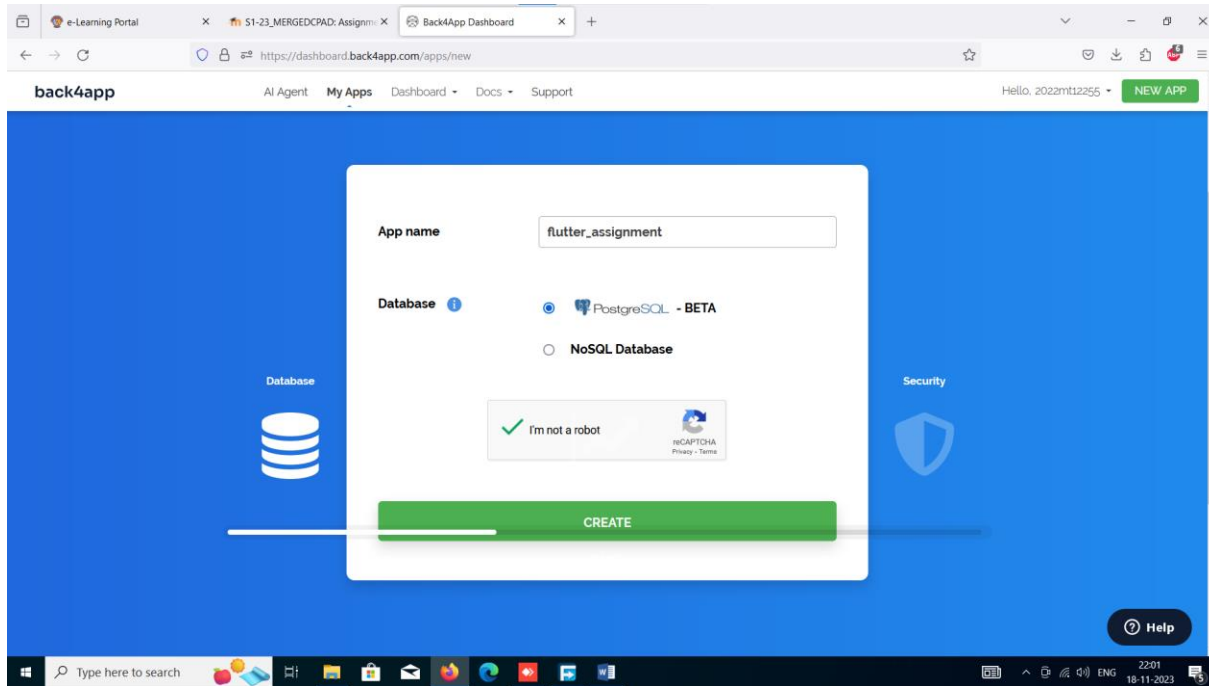 e-Learning Portal
S1-23_MERGEDCPAD: Assignme
Back4App Dashboard
https://dashboard.back4app.com/apps/new
back4app
AI Agent My Apps Dashboard Docs Support
Hello, 2022mt12255
NEW APP
App name
flutter_assignment
Database
PostgreSQL - BETA
NoSQL Database
Database
Security
I'm not a robot
reCAPTCHA
Privacy - Terms
CREATE
Help
Type here to search
ENG
22:01
18-11-2023